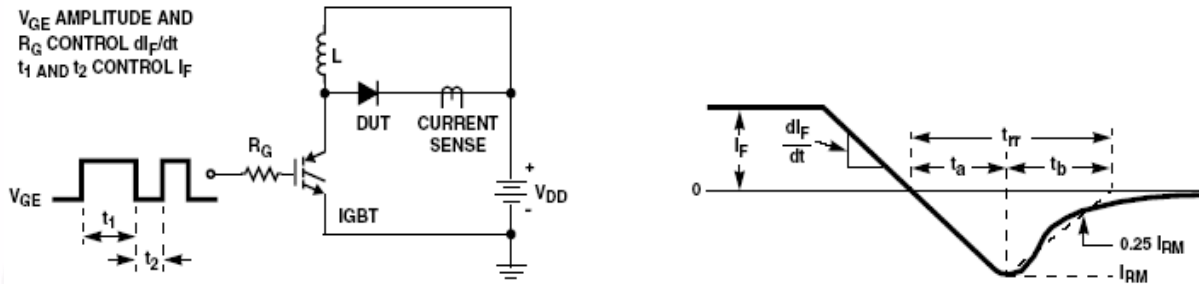 VGE AMPLITUDE AND
RG CONTROL dIF/dt
t1 AND t2 CONTROL IF
L
DUT
CURRENT
SENSE
RG
VGE
t1
t2
IGBT
+
VDD
-
IF
dIF
dt
trr
ta
tb
0
0.25 IRM
IRM